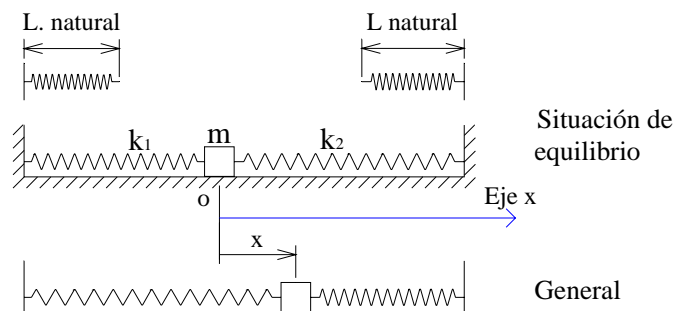 L. natural
L natural
k1
m
k2
Situación de
equilibrio
o
Eje x
x
General